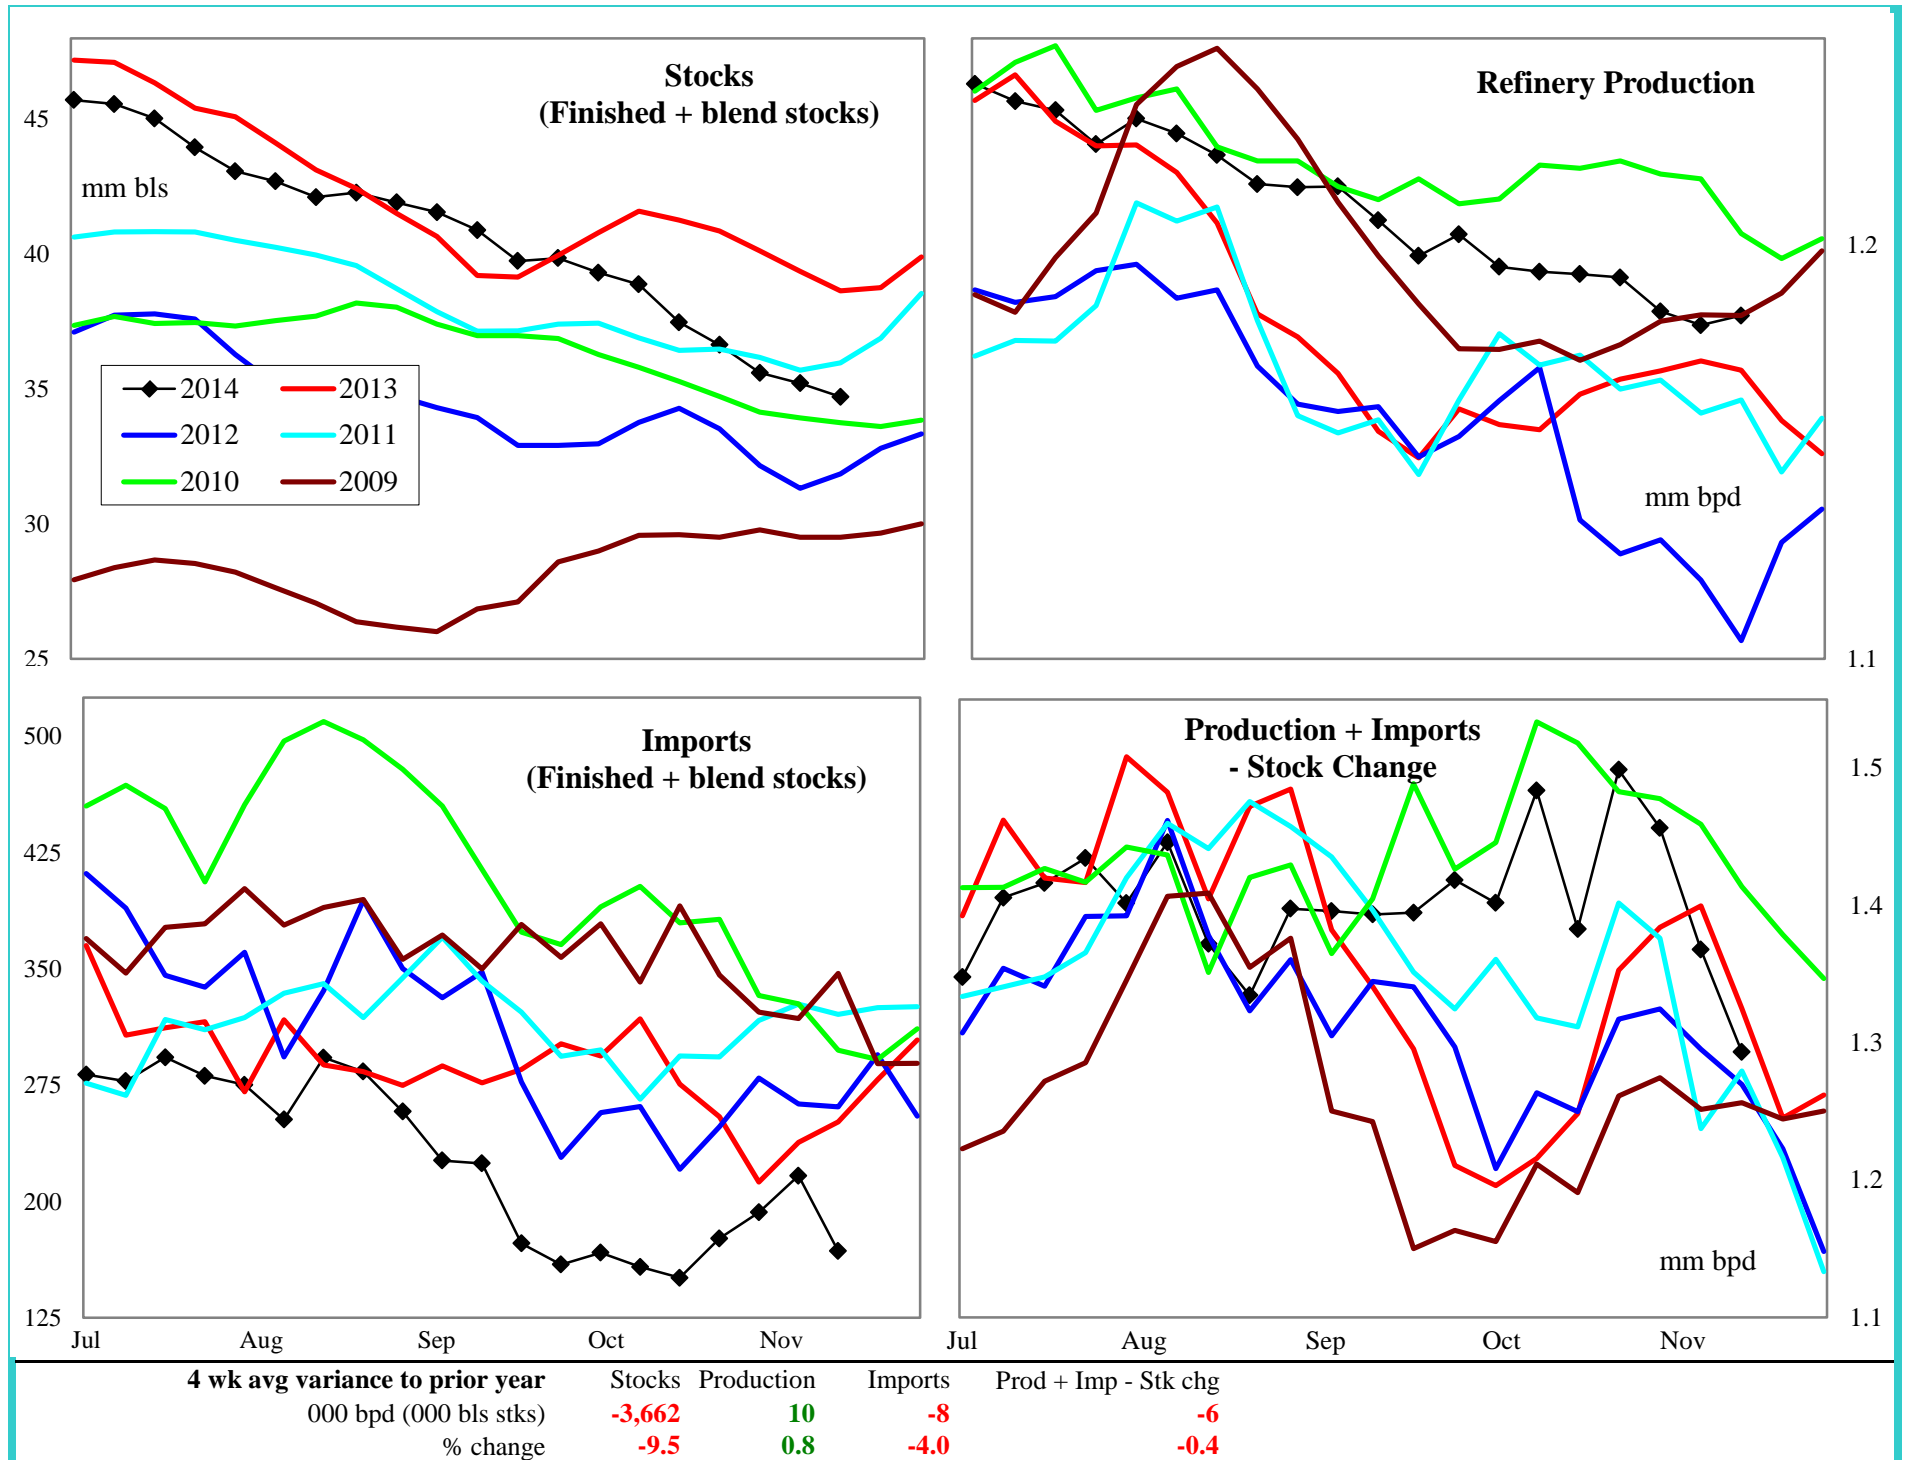 Stocks
(Finished + blend stocks)
mm bls
45
40
35
30
25
2014
2013
2012
2011
2010
2009
Refinery Production
mm bpd
1.2
1.1
Imports
(Finished + blend stocks)
500
425
350
275
200
125
Jul Aug Sep Oct Nov
Production + Imports
- Stock Change
mm bpd
1.5
1.4
1.3
1.2
1.1
Jul Aug Sep Oct Nov
4 wk avg variance to prior year Stocks Production Imports Prod + Imp - Stk chg
000 bpd (000 bls stks) -3,662 10 -8 -6
% change -9.5 0.8 -4.0 -0.4